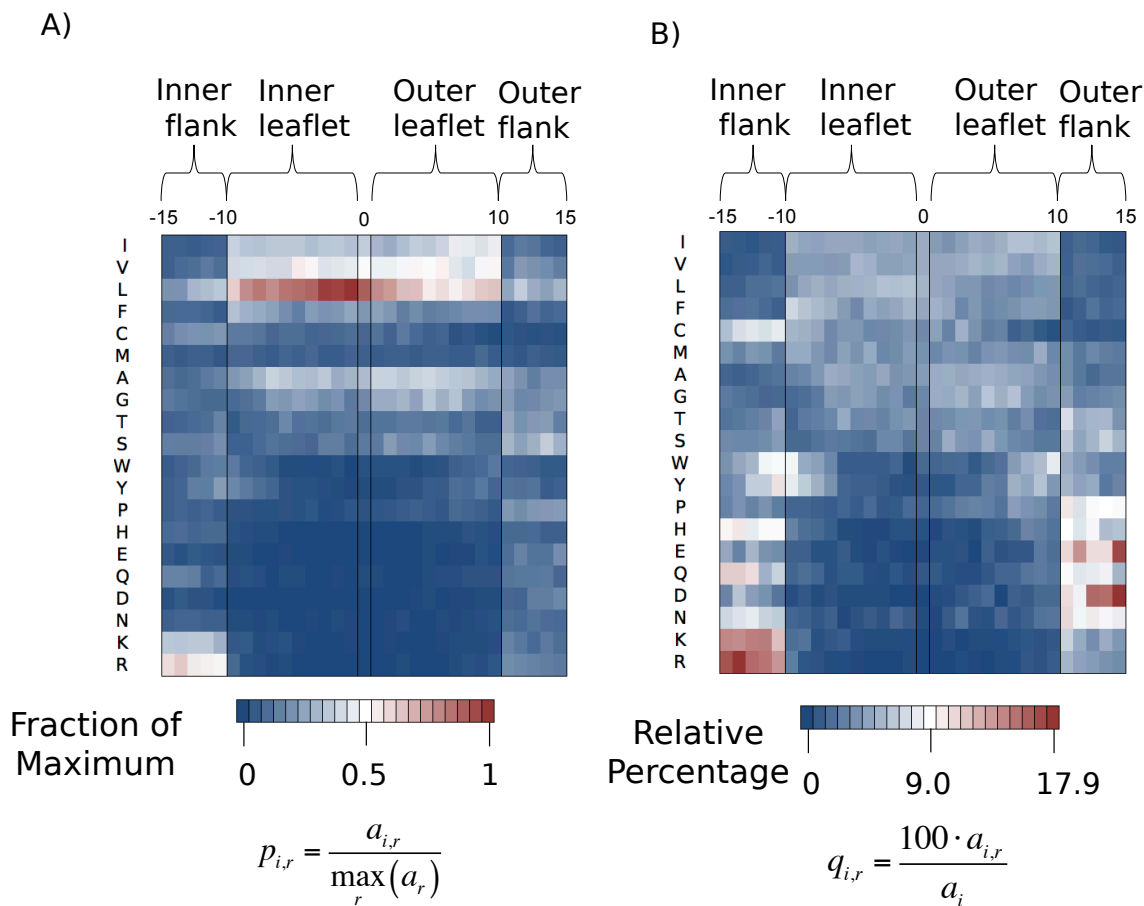 A)
B)
Inner flank
Inner leaflet
Outer leaflet
Outer flank
-15 -10 0 10 15
I
V
L
F
C
M
A
G
T
S
W
Y
P
H
E
Q
D
N
K
R
Fraction of Maximum
0 0.5 1
p_{i,r} = a_{i,r} / max_r (a_r)
Inner flank
Inner leaflet
Outer leaflet
Outer flank
-15 -10 0 10 15
I
V
L
F
C
M
A
G
T
S
W
Y
P
H
E
Q
D
N
K
R
Relative Percentage
0 9.0 17.9
q_{i,r} = 100 · a_{i,r} / a_i